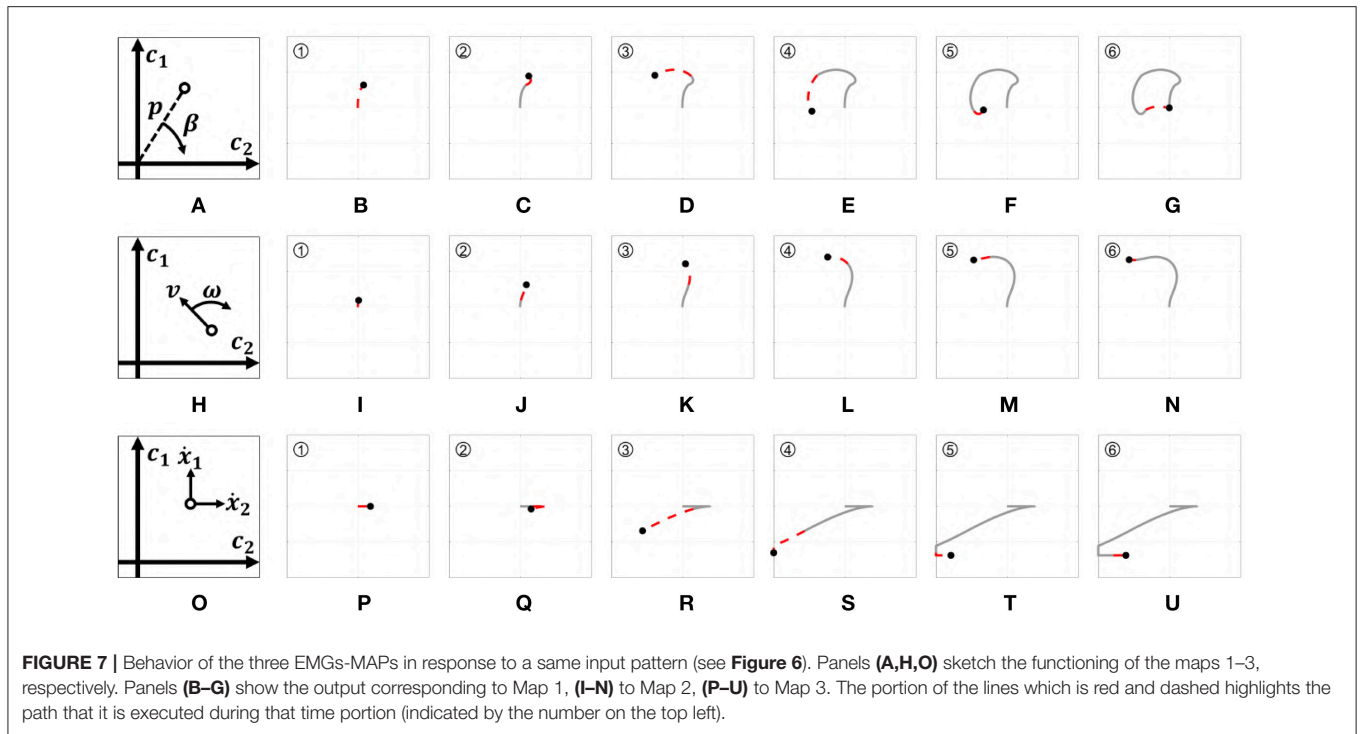 c₁ p β c₂ ① ② ③ ④ ⑤ ⑥
A B C D E F G
c₁ v ω c₂ ① ② ③ ④ ⑤ ⑥
H I J K L M N
c₁ ẋ₁ ẋ₂ c₂ ① ② ③ ④ ⑤ ⑥
O P Q R S T U
FIGURE 7 | Behavior of the three EMGs-MAPs in response to a same input pattern (see Figure 6). Panels (A,H,O) sketch the functioning of the maps 1–3,
respectively. Panels (B–G) show the output corresponding to Map 1, (I–N) to Map 2, (P–U) to Map 3. The portion of the lines which is red and dashed highlights the
path that it is executed during that time portion (indicated by the number on the top left).